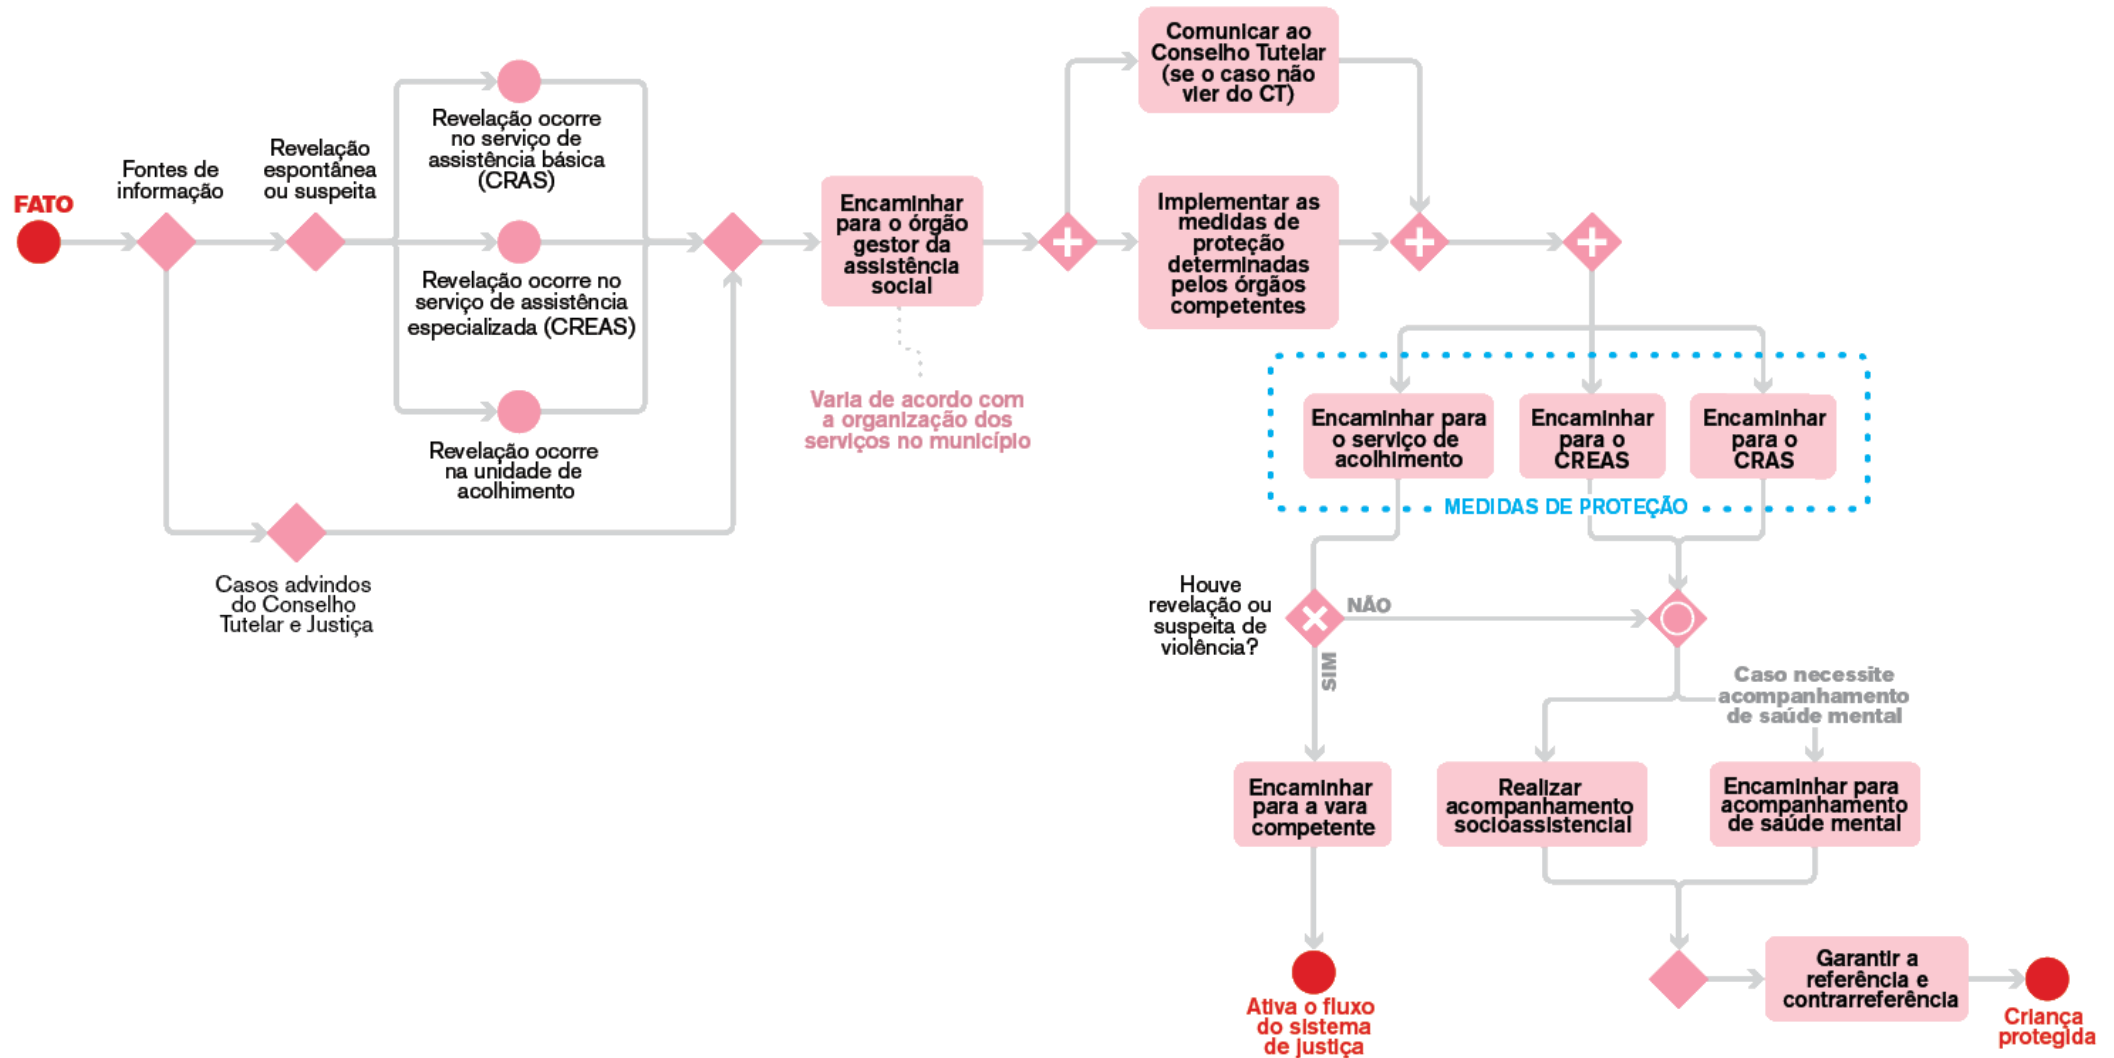 FATO
Fontes de
informação
Revelação
espontânea
ou suspeita
Revelação ocorre
no serviço de
assistência básica
(CRAS)
Revelação ocorre no
serviço de assistência
especializada (CREAS)
Revelação ocorre
na unidade de
acolhimento
Casos advindos
do Conselho
Tutelar e Justiça
Encaminhar
para o órgão
gestor da
assistência
social
Varia de acordo com
a organização dos
serviços no município
Comunicar ao
Conselho Tutelar
(se o caso não
vier do CT)
Implementar as
medidas de
proteção
determinadas
pelos órgãos
competentes
Encaminhar para
o serviço de
acolhimento
Encaminhar
para o
CREAS
Encaminhar
para o
CRAS
MEDIDAS DE PROTEÇÃO
Houve
revelação ou
suspeita de
violência?
NÃO
SIM
Caso necessite
acompanhamento
de saúde mental
Encaminhar
para a vara
competente
Realizar
acompanhamento
socioassistencial
Encaminhar para
acompanhamento
de saúde mental
Ativa o fluxo
do sistema
de justiça
Garantir a
referência e
contrarreferência
Criança
protegida